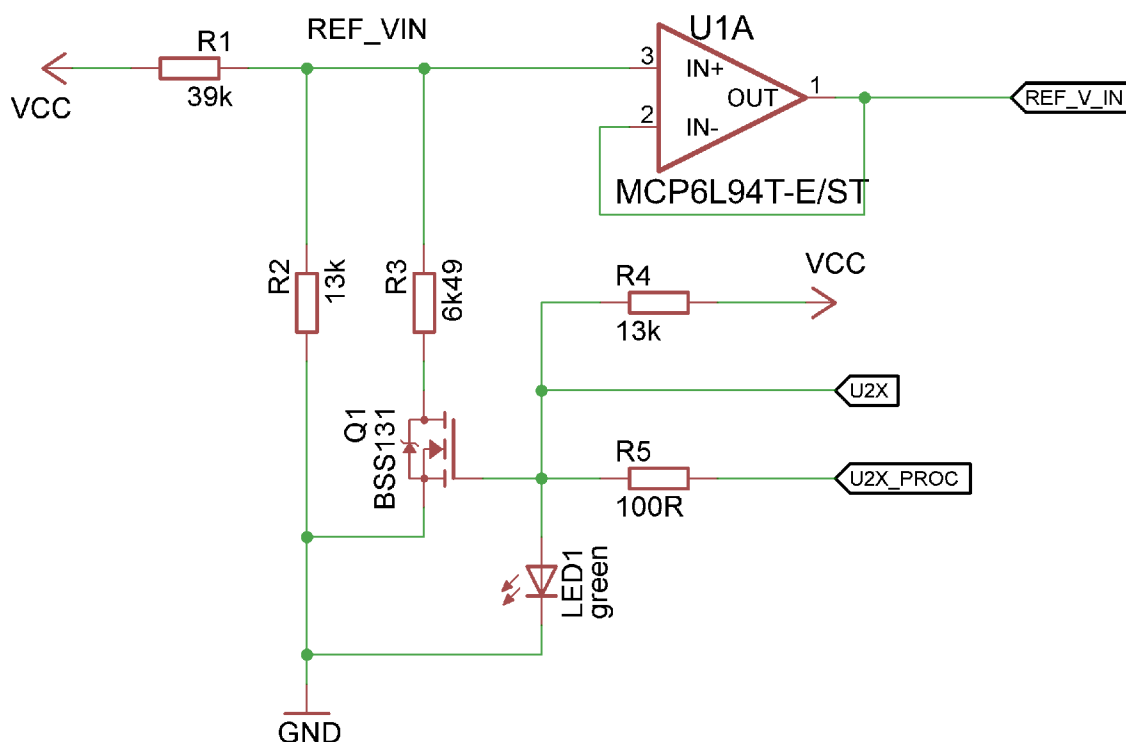 REF_VIN
U1A
R1
39k
VCC
3
IN+
OUT
1
2
IN-
REF_V_IN
MCP6L94T-E/ST
R2
13k
R3
6k49
R4
13k
VCC
U2X
Q1
BSS131
R5
100R
U2X_PROC
LED1
green
GND